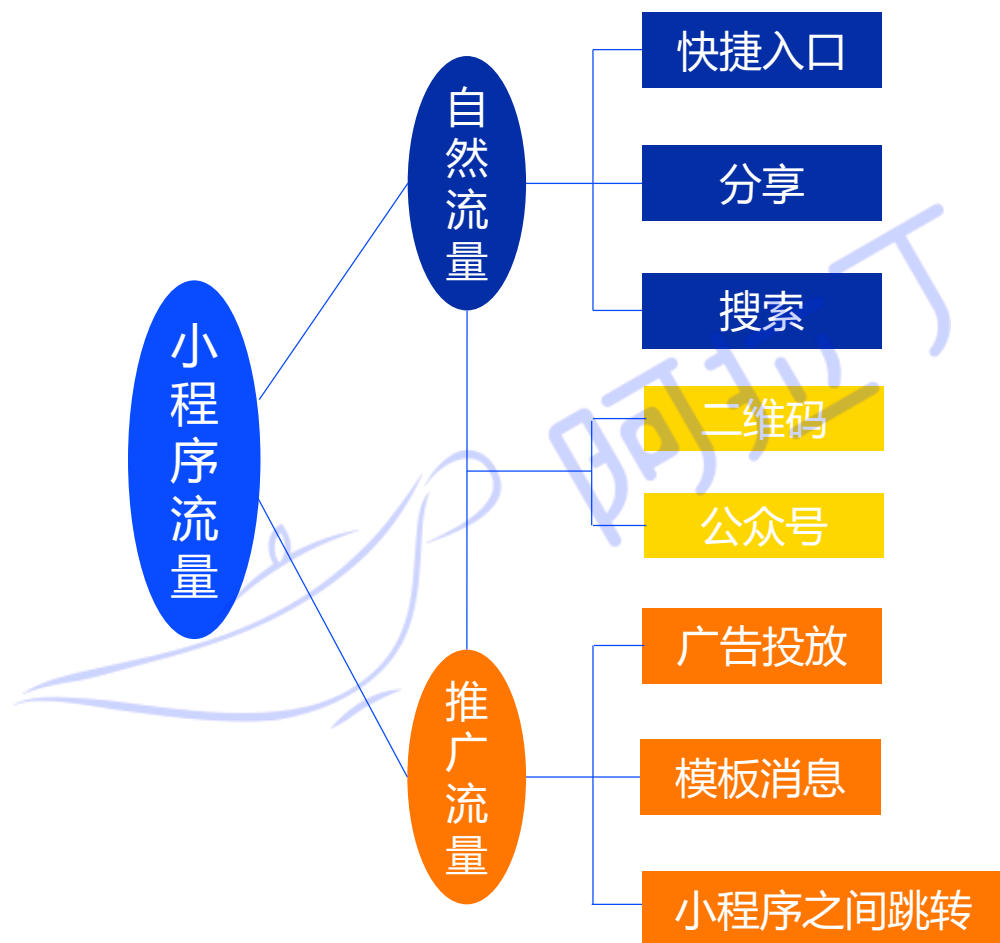 小程序流量
自然流量
快捷入口
分享
搜索
二维码
公众号
推广流量
广告投放
模板消息
小程序之间跳转
阿拉丁